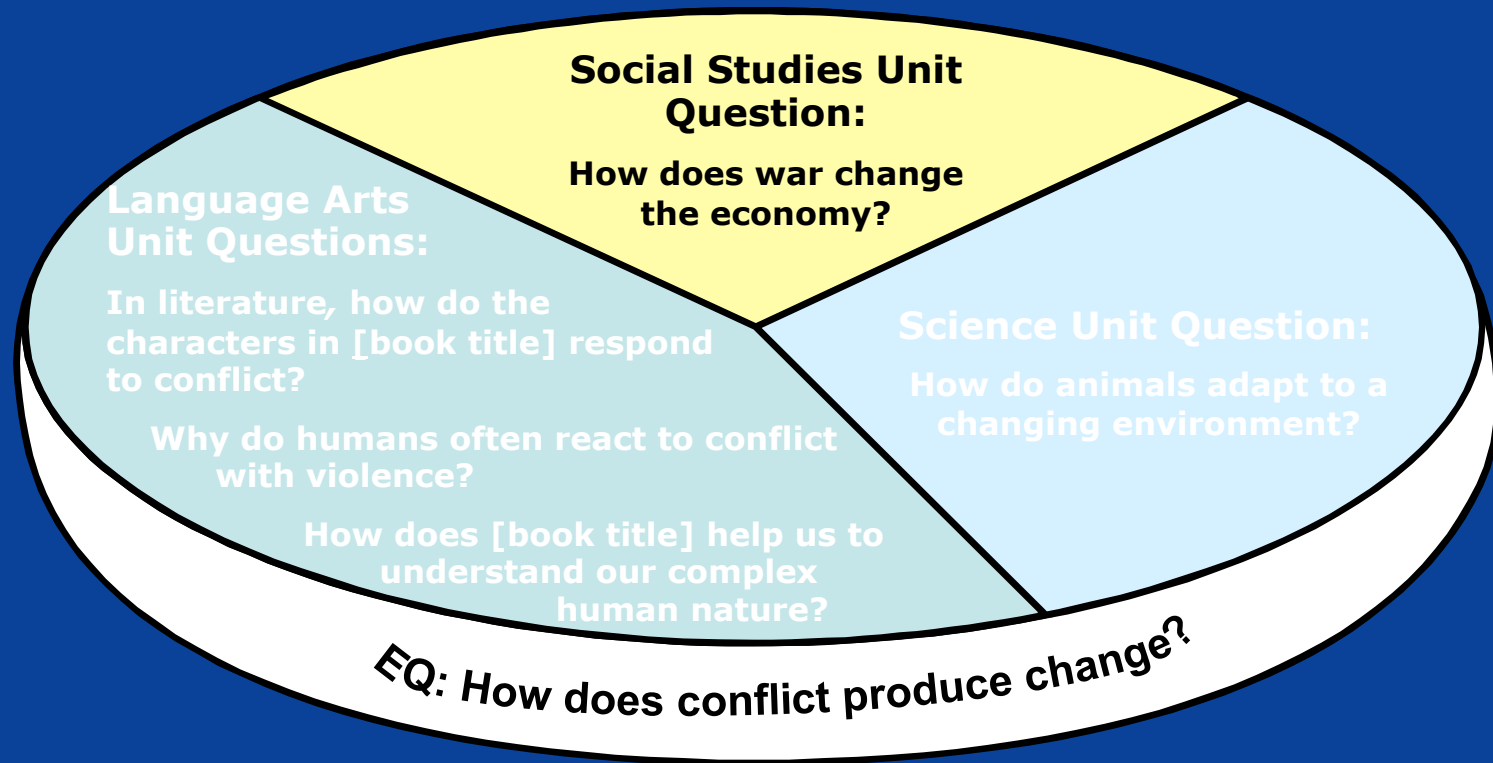 Social Studies Unit
Question:
How does war change
the economy?
Language Arts
Unit Questions:
In literature, how do the
characters in [book title] respond
to conflict?
Why do humans often react to conflict
with violence?
How does [book title] help us to
understand our complex
human nature?
Science Unit Question:
How do animals adapt to a
changing environment?
EQ: How does conflict produce change?